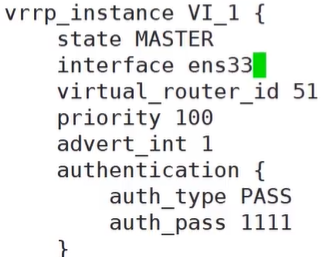 vrrp_instance VI_1 {
    state MASTER
    interface ens33
    virtual_router_id 51
    priority 100
    advert_int 1
    authentication {
        auth_type PASS
        auth_pass 1111
    }